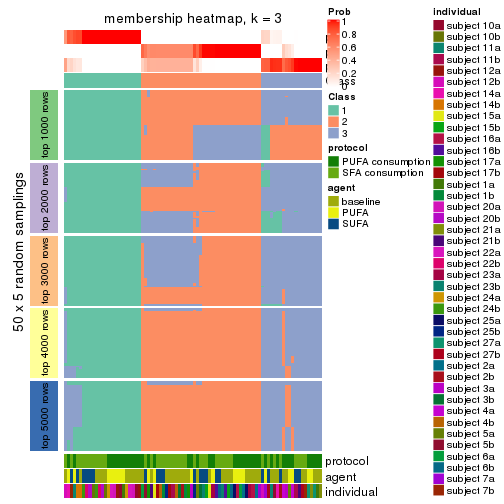 membership heatmap, k = 3
50 x 5 random samplings
top 1000 rows
top 2000 rows
top 3000 rows
top 4000 rows
top 5000 rows
protocol
agent
individual
Prob
1
0.8
0.6
0.4
0.2
0
Class
1
2
3
protocol
PUFA consumption
SFA consumption
agent
baseline
PUFA
SUFA
individual
subject 10a
subject 10b
subject 11a
subject 11b
subject 12a
subject 12b
subject 14a
subject 14b
subject 15a
subject 15b
subject 16a
subject 16b
subject 17a
subject 17b
subject 1a
subject 1b
subject 20a
subject 20b
subject 21a
subject 21b
subject 22a
subject 22b
subject 23a
subject 23b
subject 24a
subject 24b
subject 25a
subject 25b
subject 27a
subject 27b
subject 2a
subject 2b
subject 3a
subject 3b
subject 4a
subject 4b
subject 5a
subject 5b
subject 6a
subject 6b
subject 7a
subject 7b